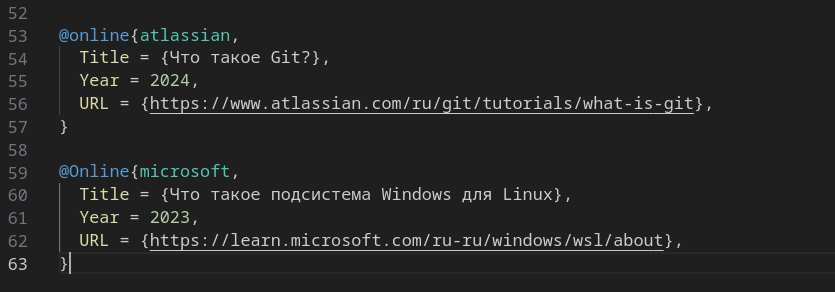 52
53 @online{atlassian,
54 Title = {Что такое Git?},
55 Year = 2024,
56 URL = {https://www.atlassian.com/ru/git/tutorials/what-is-git},
57 }
58
59 @Online{microsoft,
60 Title = {Что такое подсистема Windows для Linux},
61 Year = 2023,
62 URL = {https://learn.microsoft.com/ru-ru/windows/wsl/about},
63 }